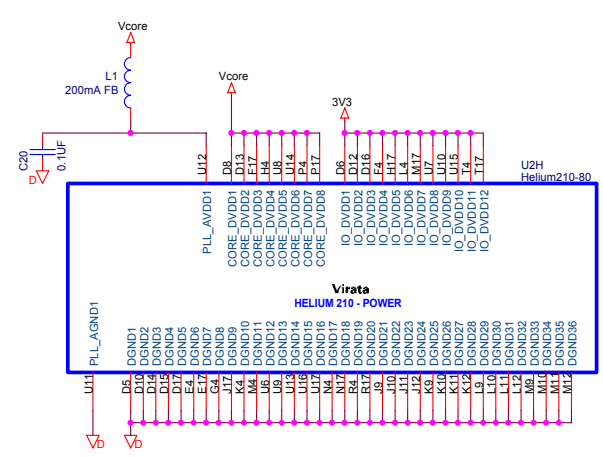 Vcore
L1
200mA FB
C20
0.1UF
D
Vcore
3V3
U2H
Helium210-80
U12
D8
D13
F17
H4
U8
U14
P4
P17
D6
D12
D16
F4
H17
L4
M17
U7
U10
U15
T4
T17
PLL_AVDD1
CORE_DVDD1
CORE_DVDD2
CORE_DVDD3
CORE_DVDD4
CORE_DVDD5
CORE_DVDD6
CORE_DVDD7
CORE_DVDD8
IO_DVDD1
IO_DVDD2
IO_DVDD3
IO_DVDD4
IO_DVDD5
IO_DVDD6
IO_DVDD7
IO_DVDD8
IO_DVDD9
IO_DVDD10
IO_DVDD11
IO_DVDD12
Virata
HELIUM 210 - POWER
PLL_AGND1
DGND1
DGND2
DGND3
DGND4
DGND5
DGND6
DGND7
DGND8
DGND9
DGND10
DGND11
DGND12
DGND13
DGND14
DGND15
DGND16
DGND17
DGND18
DGND19
DGND20
DGND21
DGND22
DGND23
DGND24
DGND25
DGND26
DGND27
DGND28
DGND29
DGND30
DGND31
DGND32
DGND33
DGND34
DGND35
DGND36
U11
D5
D10
D14
D15
D17
E4
E17
G4
J17
K4
M4
U6
U9
U13
U16
U17
N4
N17
R4
R17
J9
J10
J11
J12
K9
K10
K11
K12
L9
L10
L11
L12
M9
M10
M11
M12
D
D